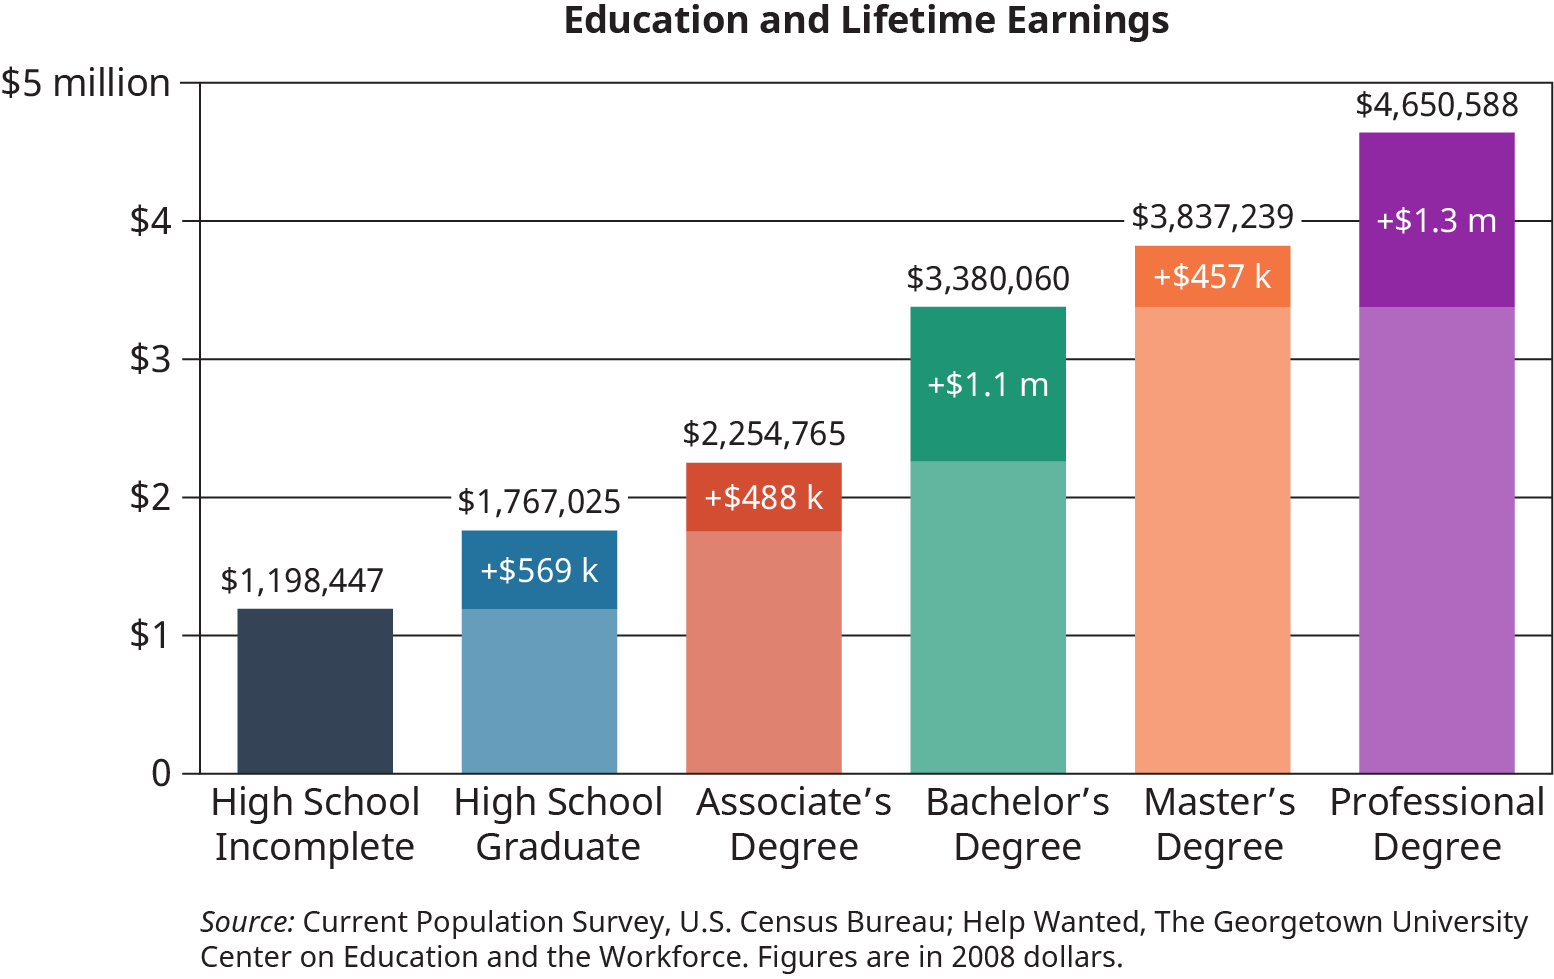 Education and Lifetime Earnings
$5 million
$4
$3
$2
$1
0
$1,198,447
$1,767,025
+$569 k
$2,254,765
+$488 k
$3,380,060
+$1.1 m
$3,837,239
+$457 k
$4,650,588
+$1.3 m
High School
Incomplete
High School
Graduate
Associate’s
Degree
Bachelor’s
Degree
Master’s
Degree
Professional
Degree
Source: Current Population Survey, U.S. Census Bureau; Help Wanted, The Georgetown University
Center on Education and the Workforce. Figures are in 2008 dollars.